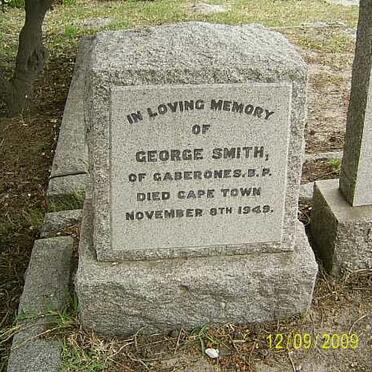 IN LOVING MEMORY
OF
GEORGE SMITH,
OF GABERONES. B.P.
DIED CAPE TOWN
NOVEMBER 8TH 1949.
12/09/2009